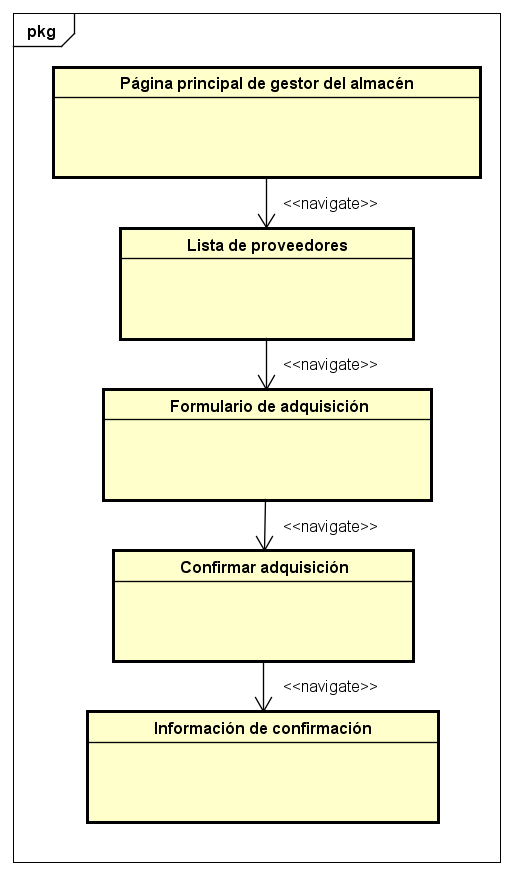 pkg
Página principal de gestor del almacén
<<navigate>>
Lista de proveedores
<<navigate>>
Formulario de adquisición
<<navigate>>
Confirmar adquisición
<<navigate>>
Información de confirmación